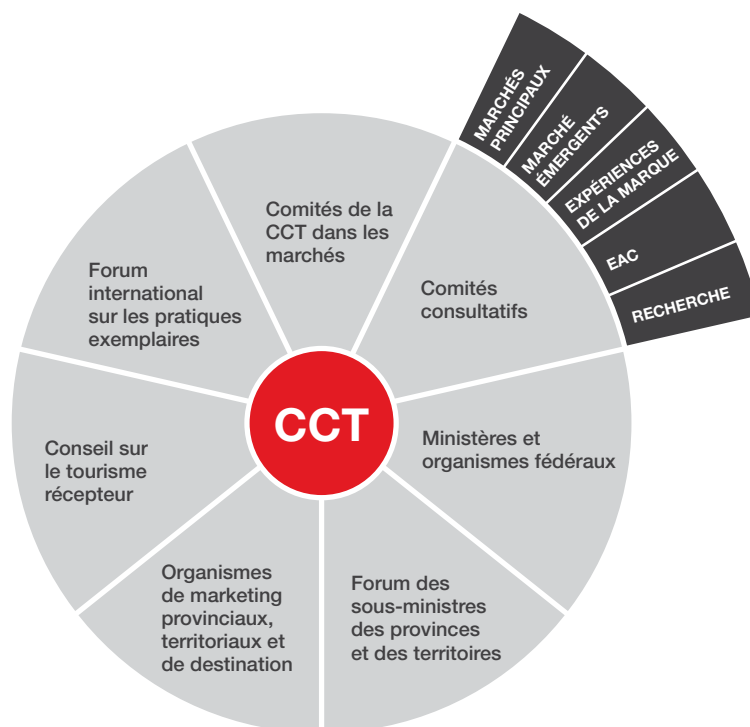 MARCHÉS
PRINCIPAUX
MARCHÉ
ÉMERGENTS
EXPÉRIENCES
DE LA MARQUE
EAC
RECHERCHE
Comités de la
CCT dans les
marchés
Comités
consultatifs
Forum
international
sur les pratiques
exemplaires
CCT
Ministères et
organismes fédéraux
Conseil sur
le tourisme
récepteur
Organismes
de marketing
provinciaux,
territoriaux et
de destination
Forum des
sous-ministres
des provinces
et des territoires